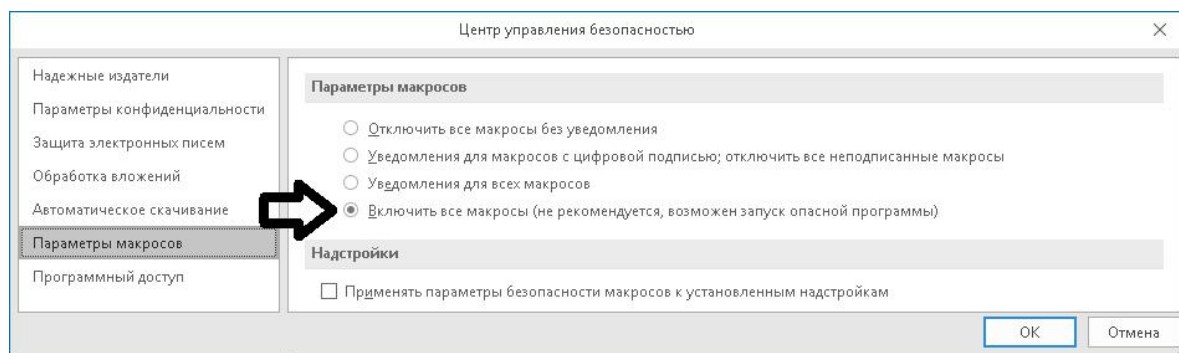 Центр управления безопасностью
Надежные издатели
Параметры конфиденциальности
Защита электронных писем
Обработка вложений
Автоматическое скачивание
Параметры макросов
Программный доступ
Параметры макросов
Отключить все макросы без уведомления
Уведомления для макросов с цифровой подписью; отключить все неподписанные макросы
Уведомления для всех макросов
Включить все макросы (не рекомендуется, возможен запуск опасной программы)
Надстройки
Применять параметры безопасности макросов к установленным надстройкам
ОК
Отмена